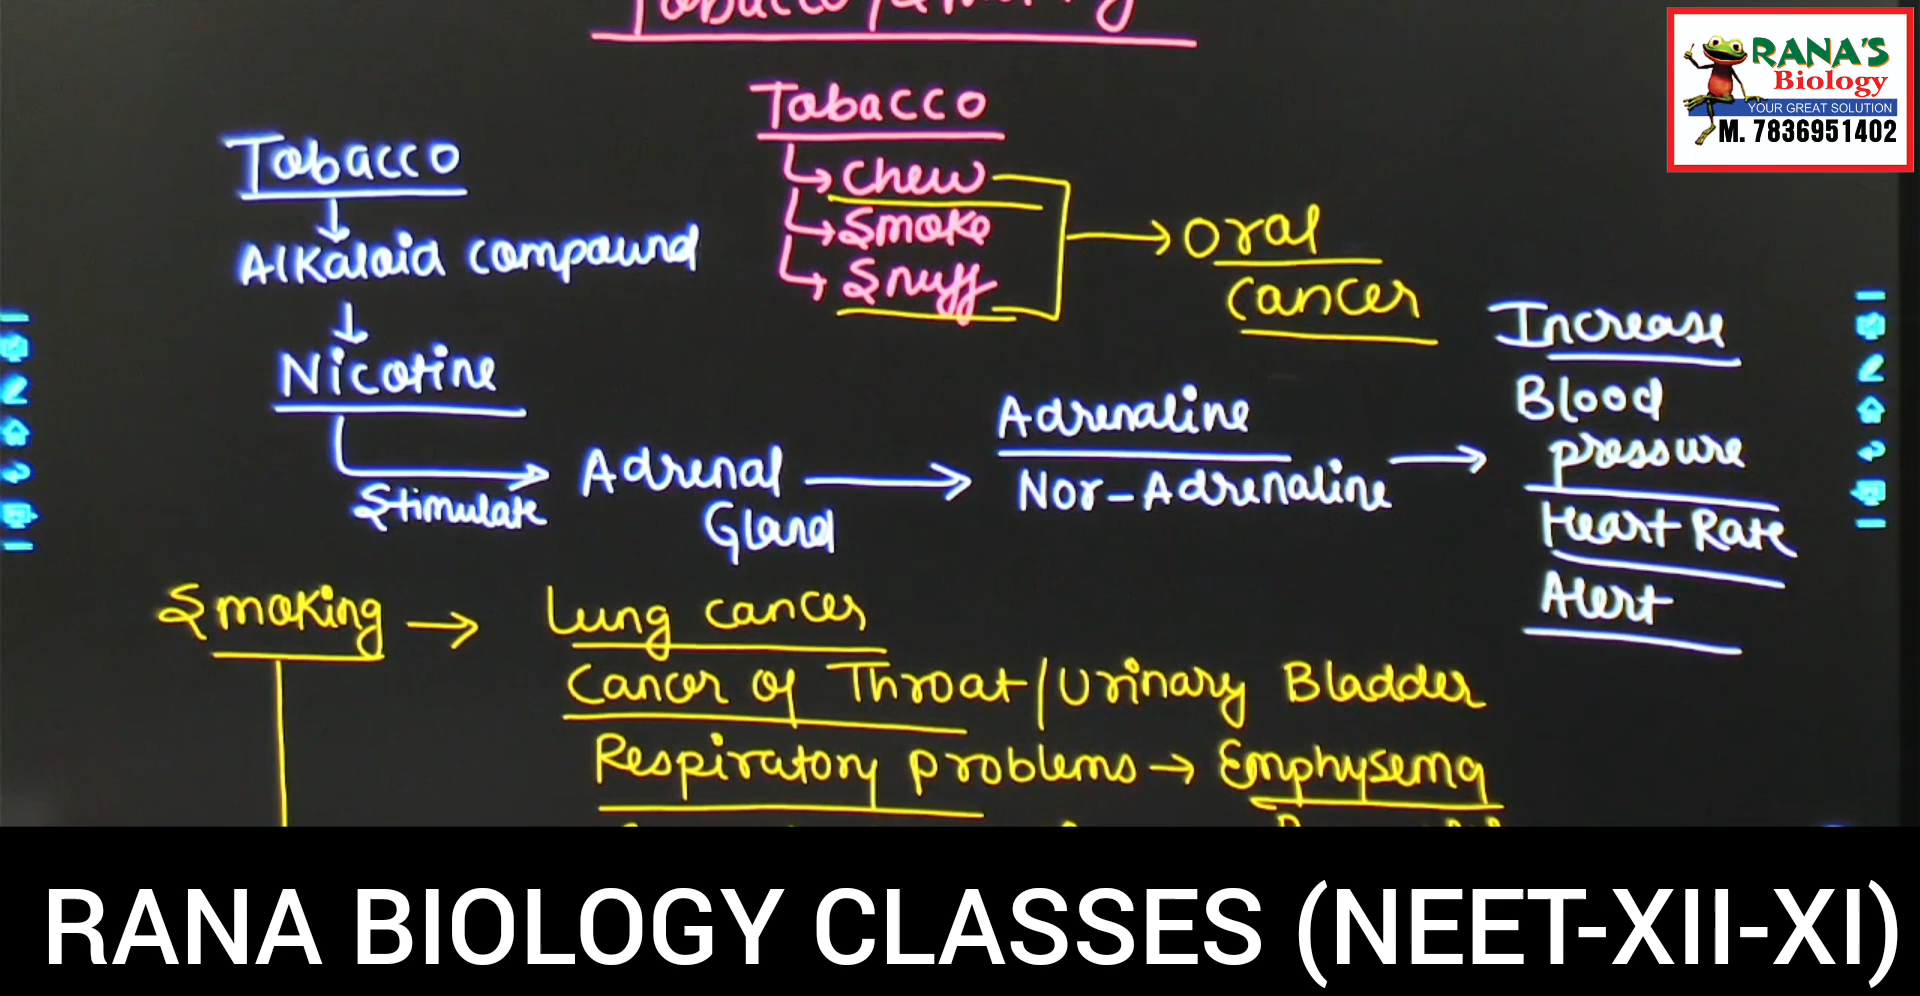 Tobacco/Smoking
RANA'S
Biology
YOUR GREAT SOLUTION
M. 7836951402
Tobacco
Chew
Smoke
Snuff
Oral
Cancer
Tobacco
Alkaloid compound
Nicotine
Stimulate
Adrenal
Gland
Adrenaline
Nor-Adrenaline
Increase
Blood
pressure
Heart Rate
Alert
Smoking → Lung cancer
Cancer of Throat/Urinary Bladder
Respiratory problems → Emphysema
RANA BIOLOGY CLASSES (NEET-XII-XI)